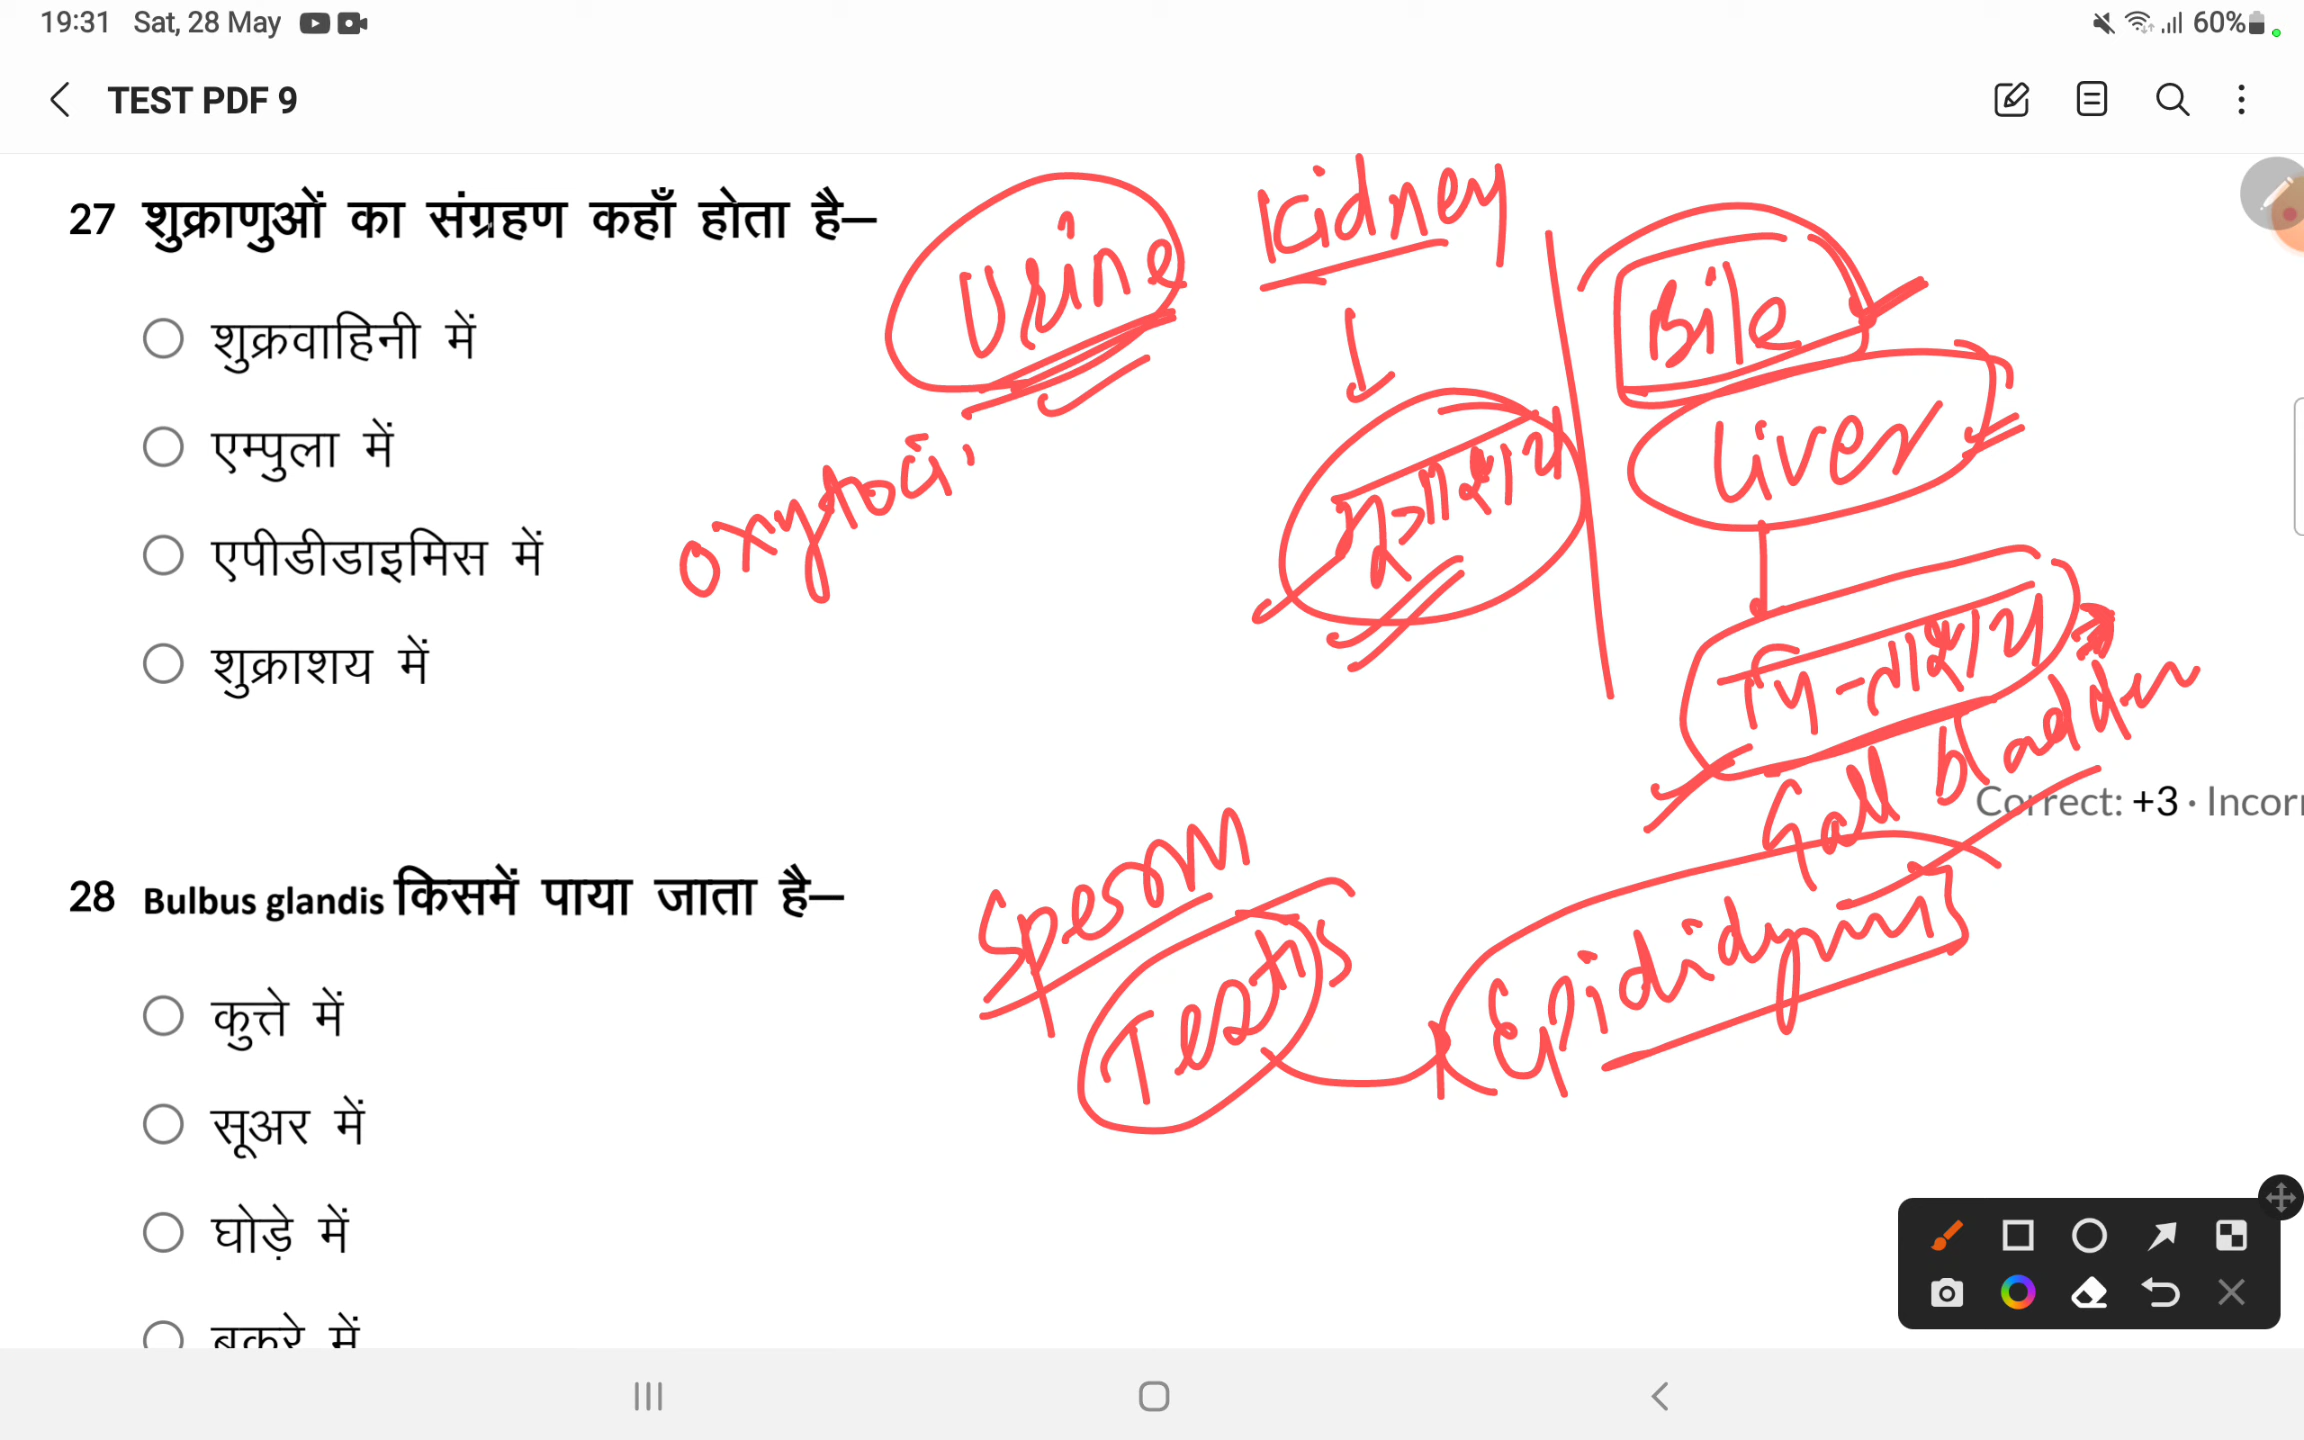 19:31 Sat, 28 May 60%
TEST PDF 9
27 शुक्राणुओं का संग्रहण कहाँ होता है–
शुक्रवाहिनी में
एम्पुला में
एपीडीडाइमिस में
शुक्राशय में
Urine
Kidney
मूत्राशय
Bile
Liver
पित्ताशय
Gall bladder
Correct: +3 · Incorr
Sperm
Testis
Epididymis
28 Bulbus glandis किसमें पाया जाता है–
कुत्ते में
सूअर में
घोड़े में
बकरे में